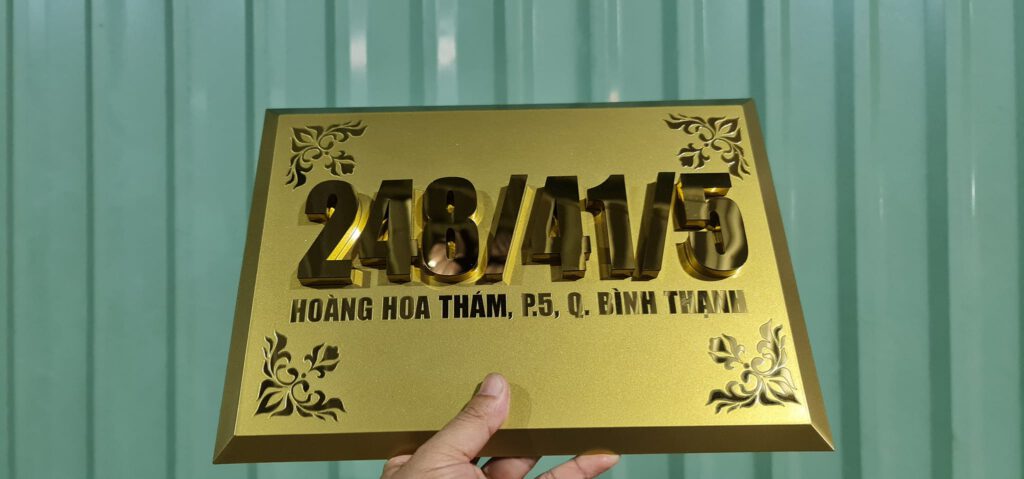 248/41/5
HOÀNG HOA THÁM, P.5, Q. BÌNH THẠNH